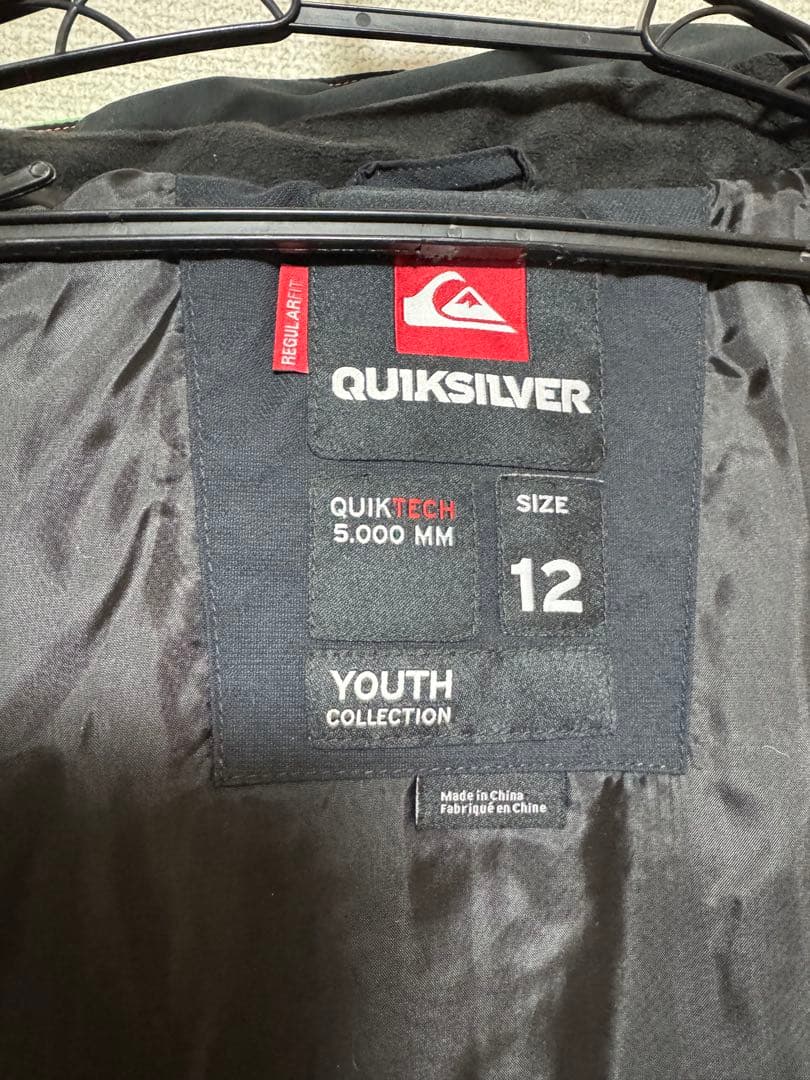 REGULAR FIT
QUIKSILVER
QUIKTECH
5.000 MM
SIZE
12
YOUTH
COLLECTION
Made in China
Fabriqué en Chine